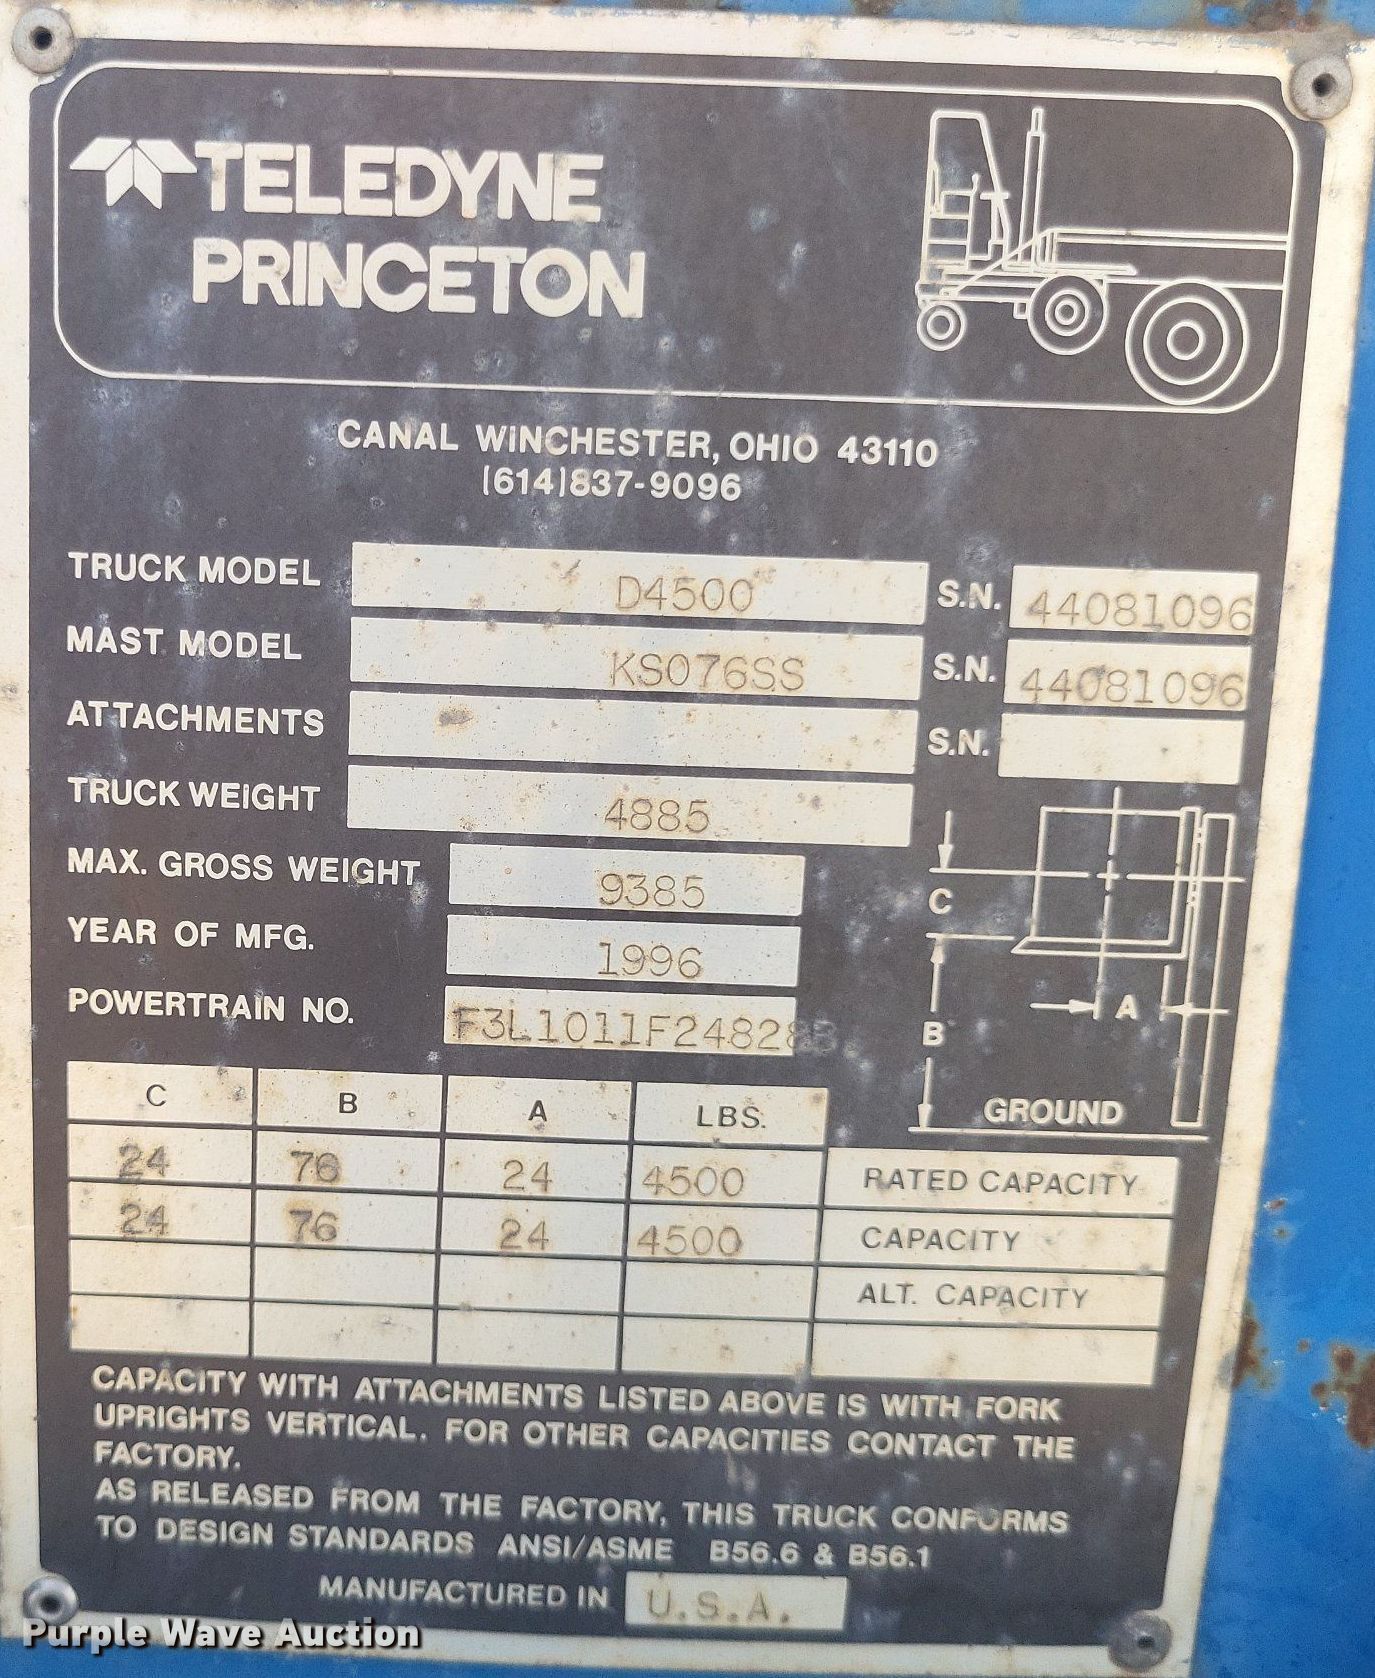 TELEDYNE
PRINCETON
CANAL WINCHESTER, OHIO 43110
(614)837-9096
TRUCK MODEL D4500 S.N. 44081096
MAST MODEL KS076SS S.N. 44081096
ATTACHMENTS S.N.
TRUCK WEIGHT 4885
MAX. GROSS WEIGHT 9385
YEAR OF MFG. 1996
POWERTRAIN NO.
C
A
B
GROUND
C B A LBS.
24 76 24 4500 RATED CAPACITY
24 76 24 4500 CAPACITY
ALT. CAPACITY
CAPACITY WITH ATTACHMENTS LISTED ABOVE IS WITH FORK
UPRIGHTS VERTICAL. FOR OTHER CAPACITIES CONTACT THE
FACTORY.
AS RELEASED FROM THE FACTORY, THIS TRUCK CONFORMS
TO DESIGN STANDARDS ANSI/ASME B56.6 & B56.1
MANUFACTURED IN U.S.A.
Purple Wave Auction